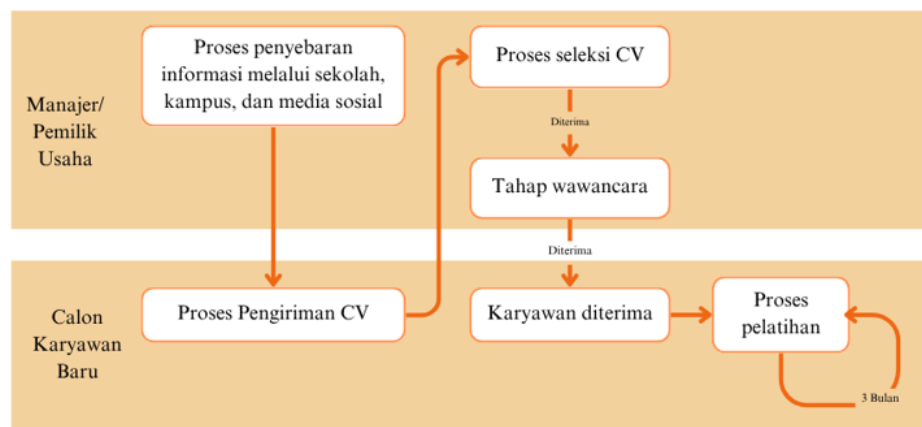 Manajer/
Pemilik
Usaha
Proses penyebaran
informasi melalui sekolah,
kampus, dan media sosial
Proses seleksi CV
Diterima
Tahap wawancara
Diterima
Calon
Karyawan
Baru
Proses Pengiriman CV
Karyawan diterima
Proses
pelatihan
3 Bulan